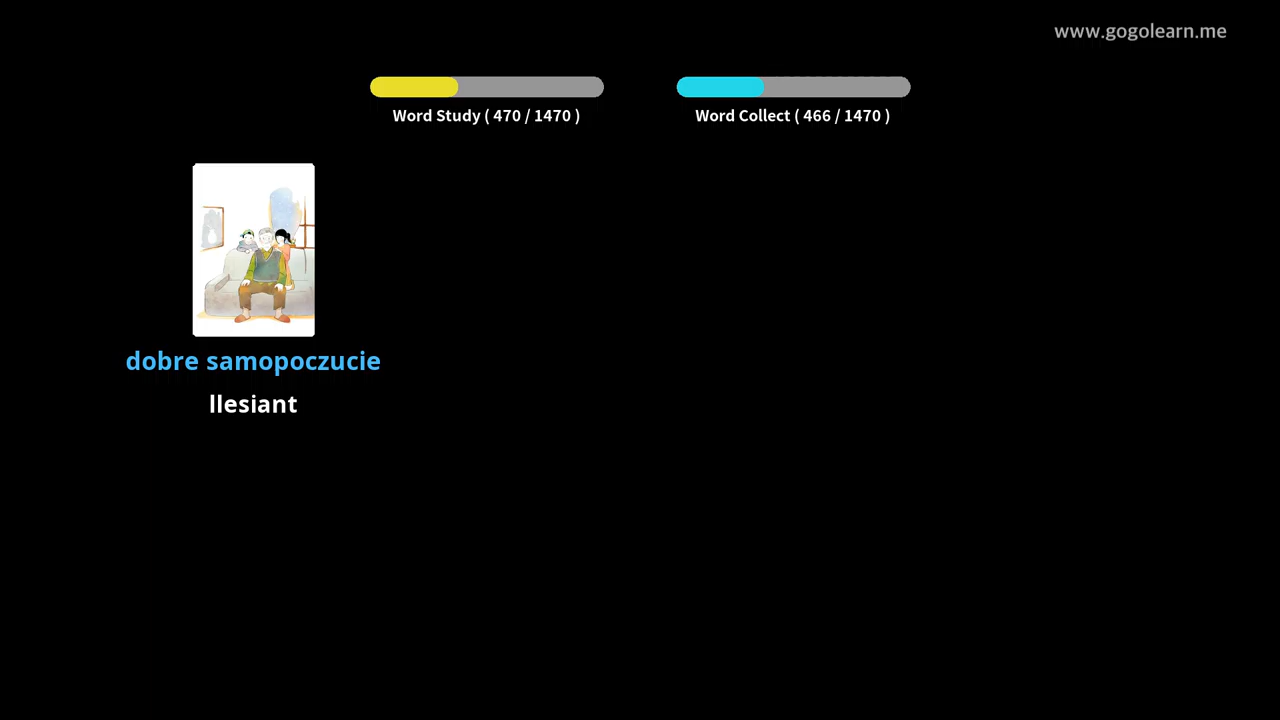 www.gogolearn.me
Word Study ( 470 / 1470 )
Word Collect ( 466 / 1470 )
dobre samopoczucie
llesiant